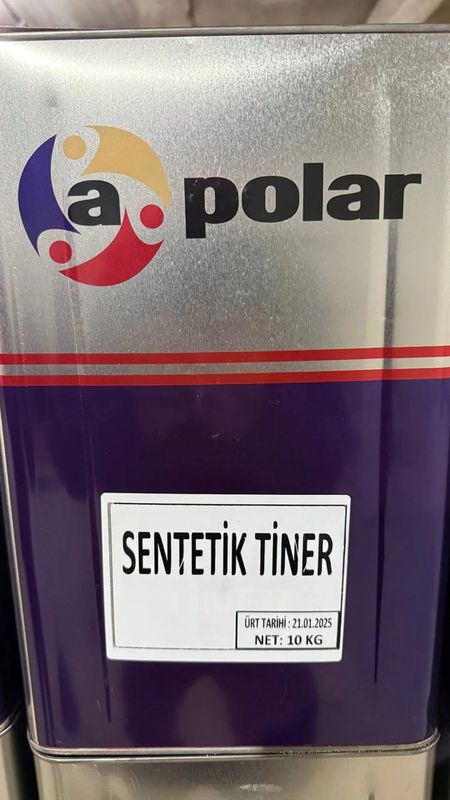 a polar
SENTETİK TİNER
ÜRT TARİHİ : 21.01.2025
NET: 10 KG